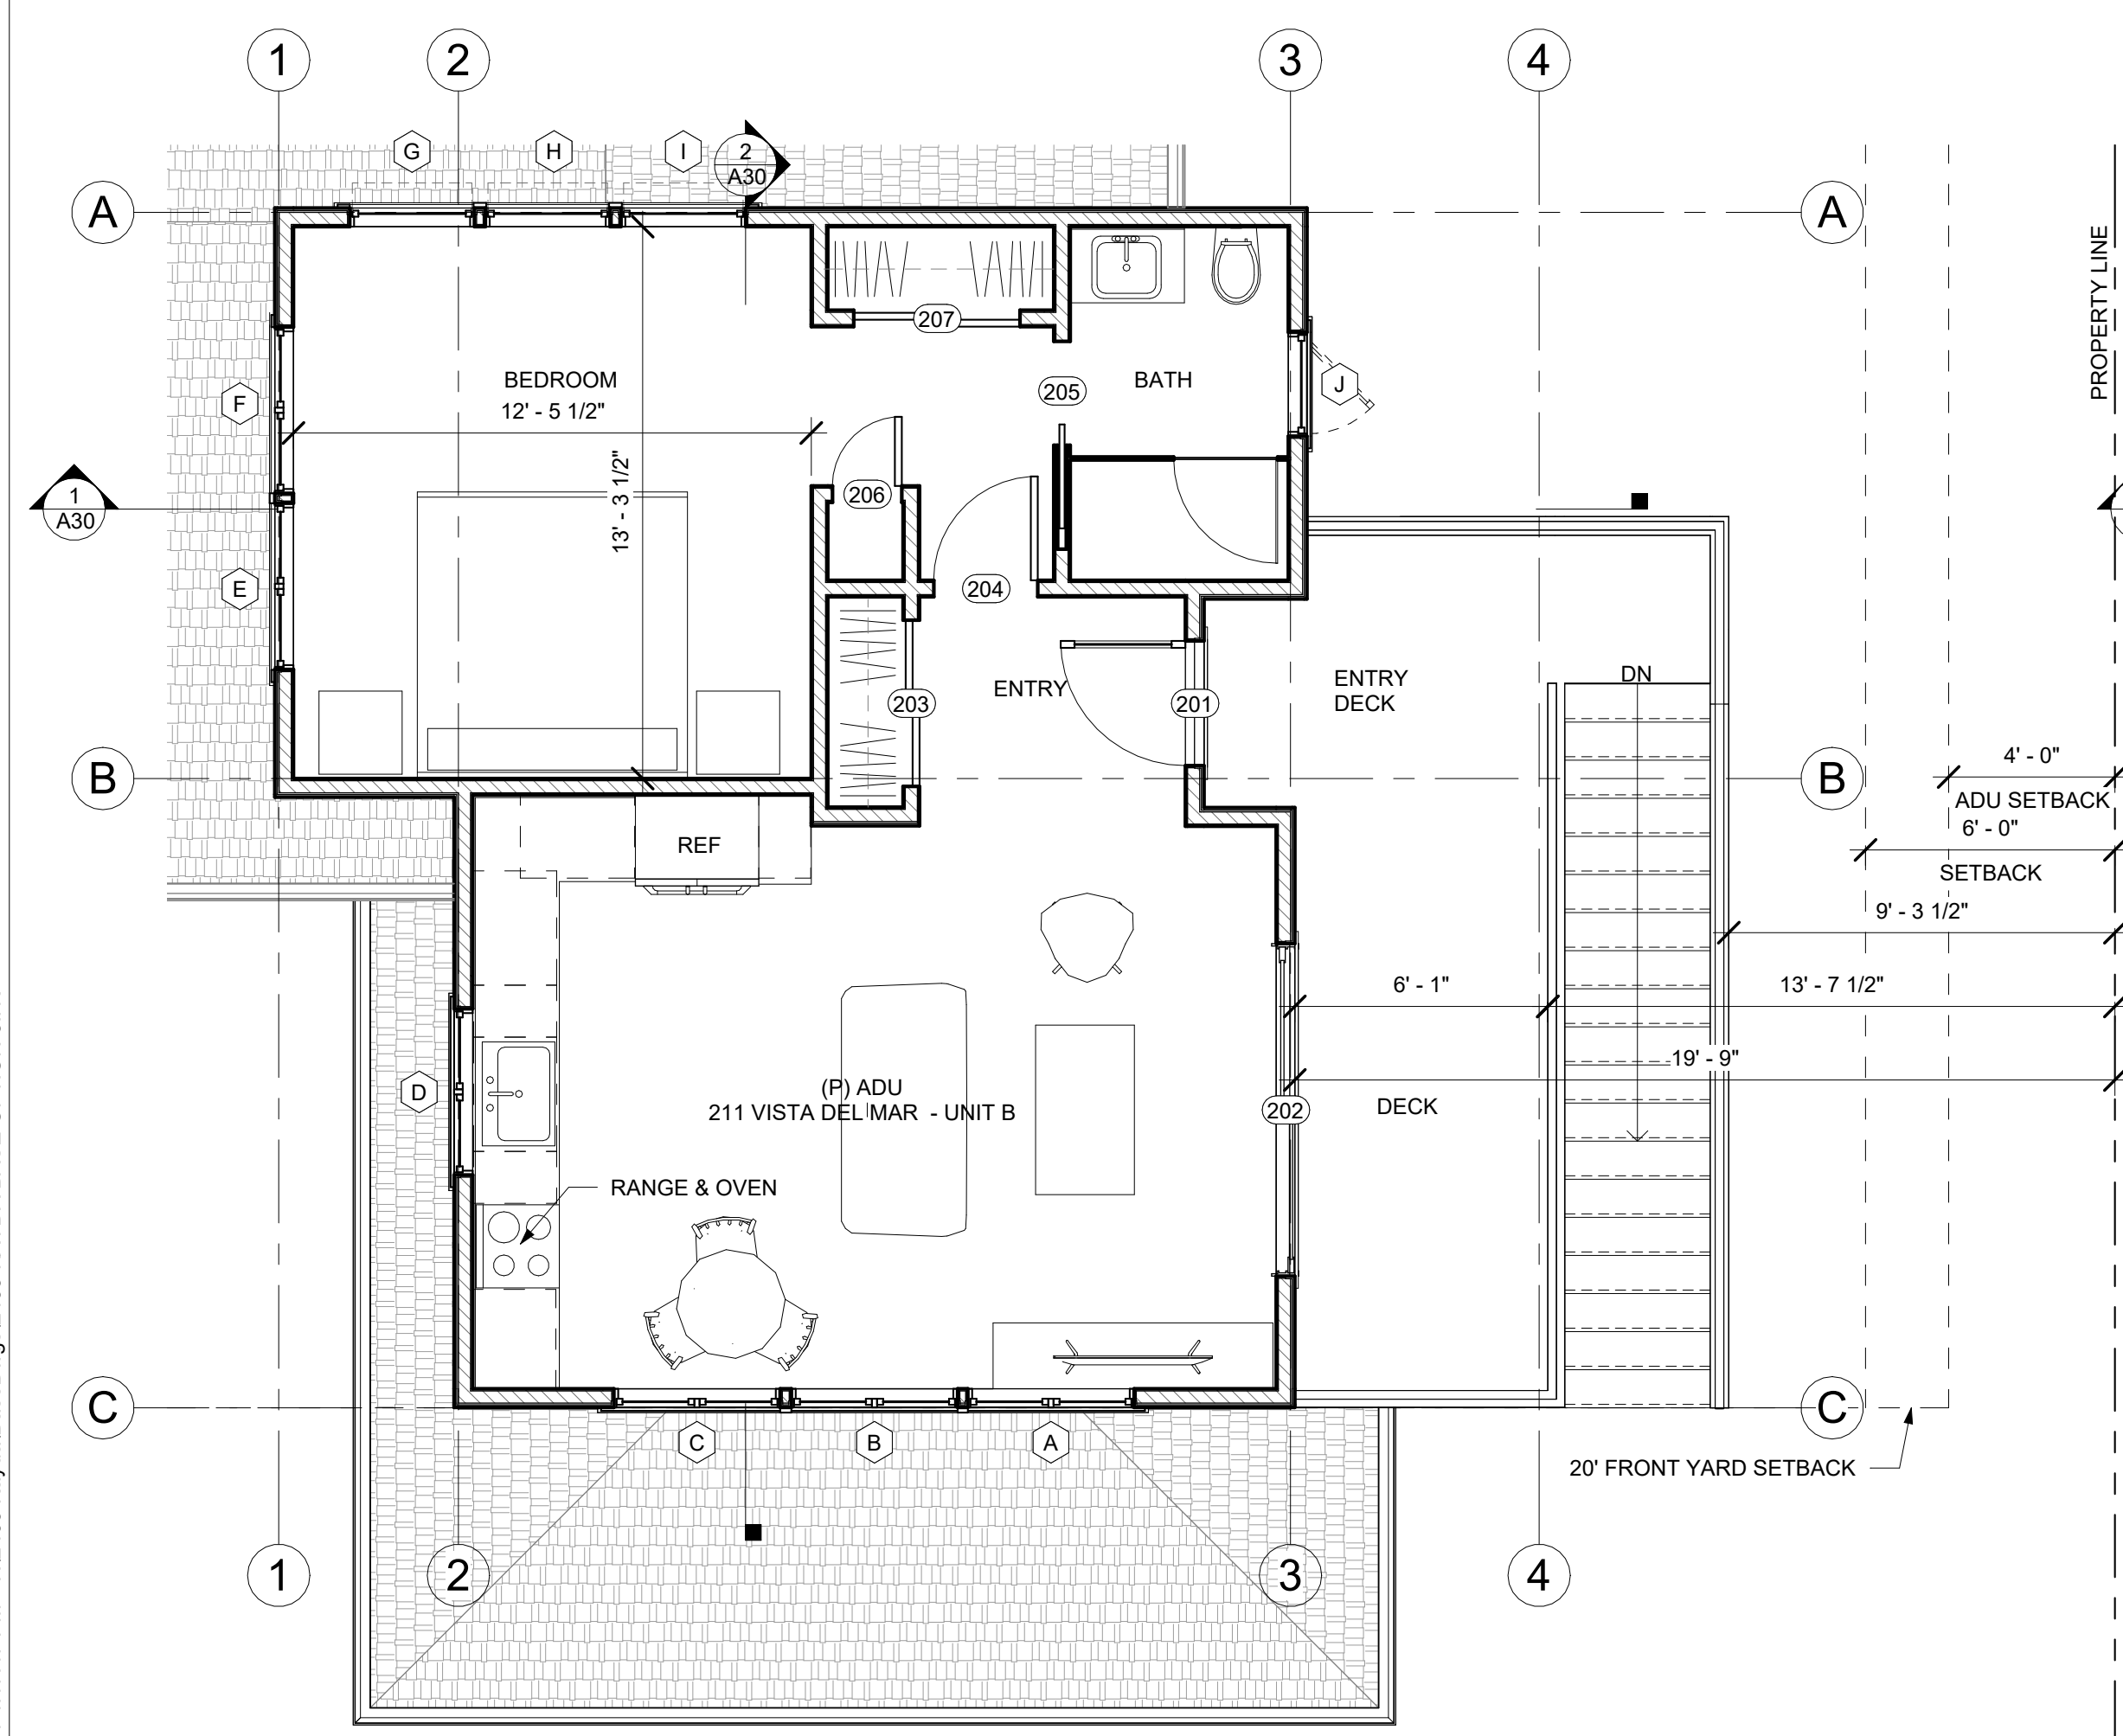 1
2
3
4
G
H
I
2
A30
A
A
PROPERTY LINE
207
BEDROOM
12' - 5 1/2"
205
BATH
J
F
13' - 3 1/2"
206
1
A30
E
204
203
ENTRY
201
ENTRY
DECK
DN
B
B
4' - 0"
ADU SETBACK
6' - 0"
SETBACK
REF
9' - 3 1/2"
6' - 1"
13' - 7 1/2"
19' - 9"
D
(P) ADU
211 VISTA DEL MAR - UNIT B
202
DECK
RANGE & OVEN
C
C
C
B
A
20' FRONT YARD SETBACK
1
2
3
4